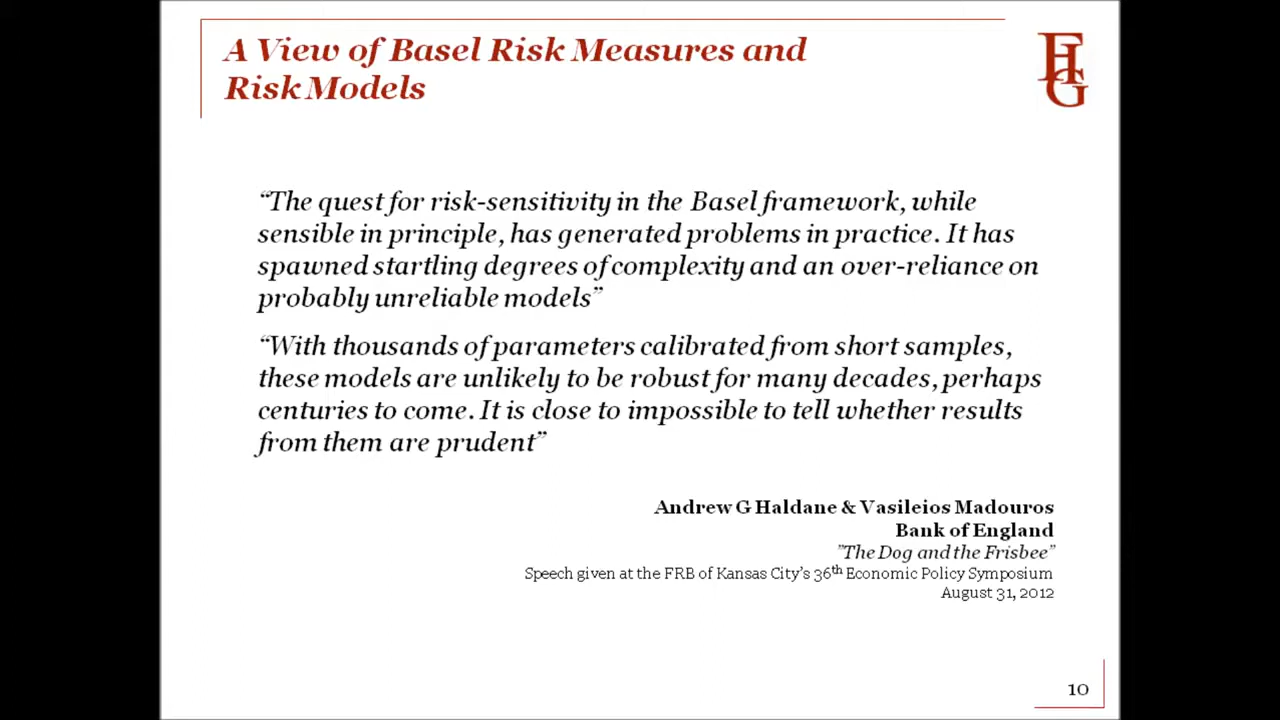 A View of Basel Risk Measures and
Risk Models
FHG
“The quest for risk-sensitivity in the Basel framework, while
sensible in principle, has generated problems in practice. It has
spawned startling degrees of complexity and an over-reliance on
probably unreliable models”
“With thousands of parameters calibrated from short samples,
these models are unlikely to be robust for many decades, perhaps
centuries to come. It is close to impossible to tell whether results
from them are prudent”
Andrew G Haldane & Vasileios Madouros
Bank of England
”The Dog and the Frisbee”
Speech given at the FRB of Kansas City’s 36th Economic Policy Symposium
August 31, 2012
10